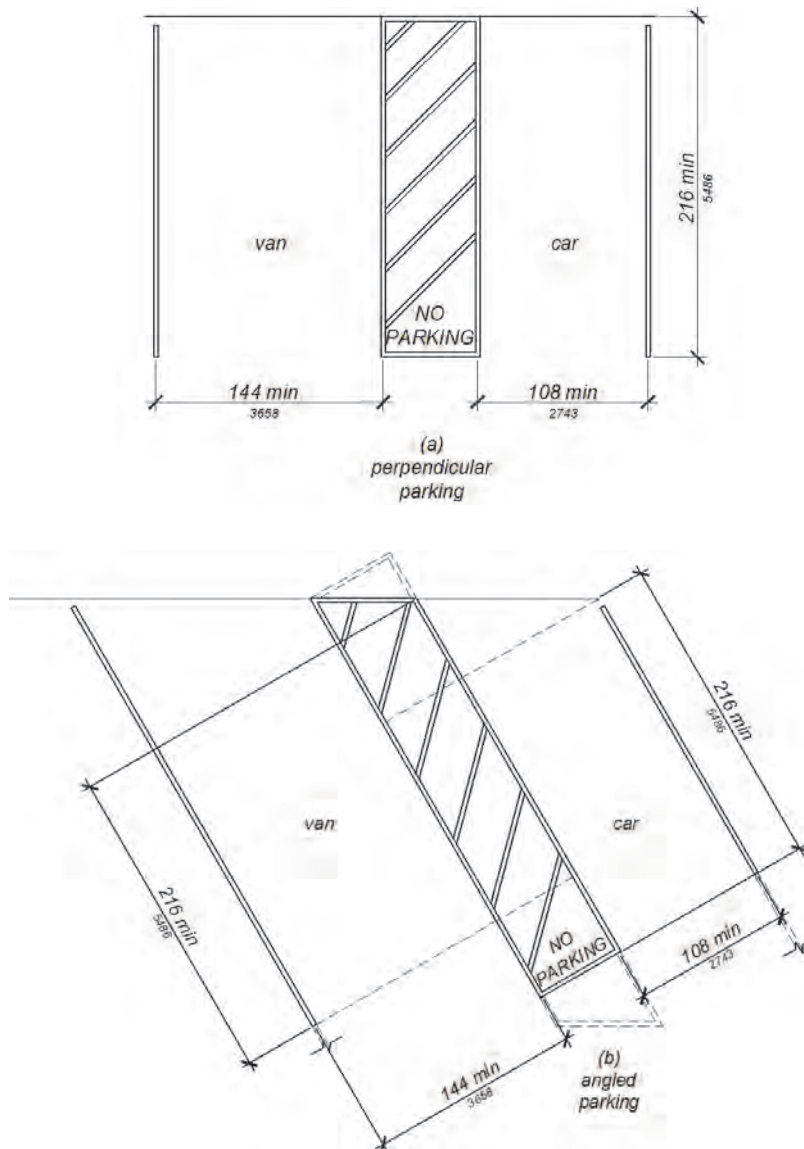 216 min
5486
van
car
NO
PARKING
144 min
3658
108 min
2743
(a)
perpendicular
parking
216 min
5486
van
car
216 min
5486
NO
PARKING
108 min
2743
144 min
3658
(b)
angled
parking